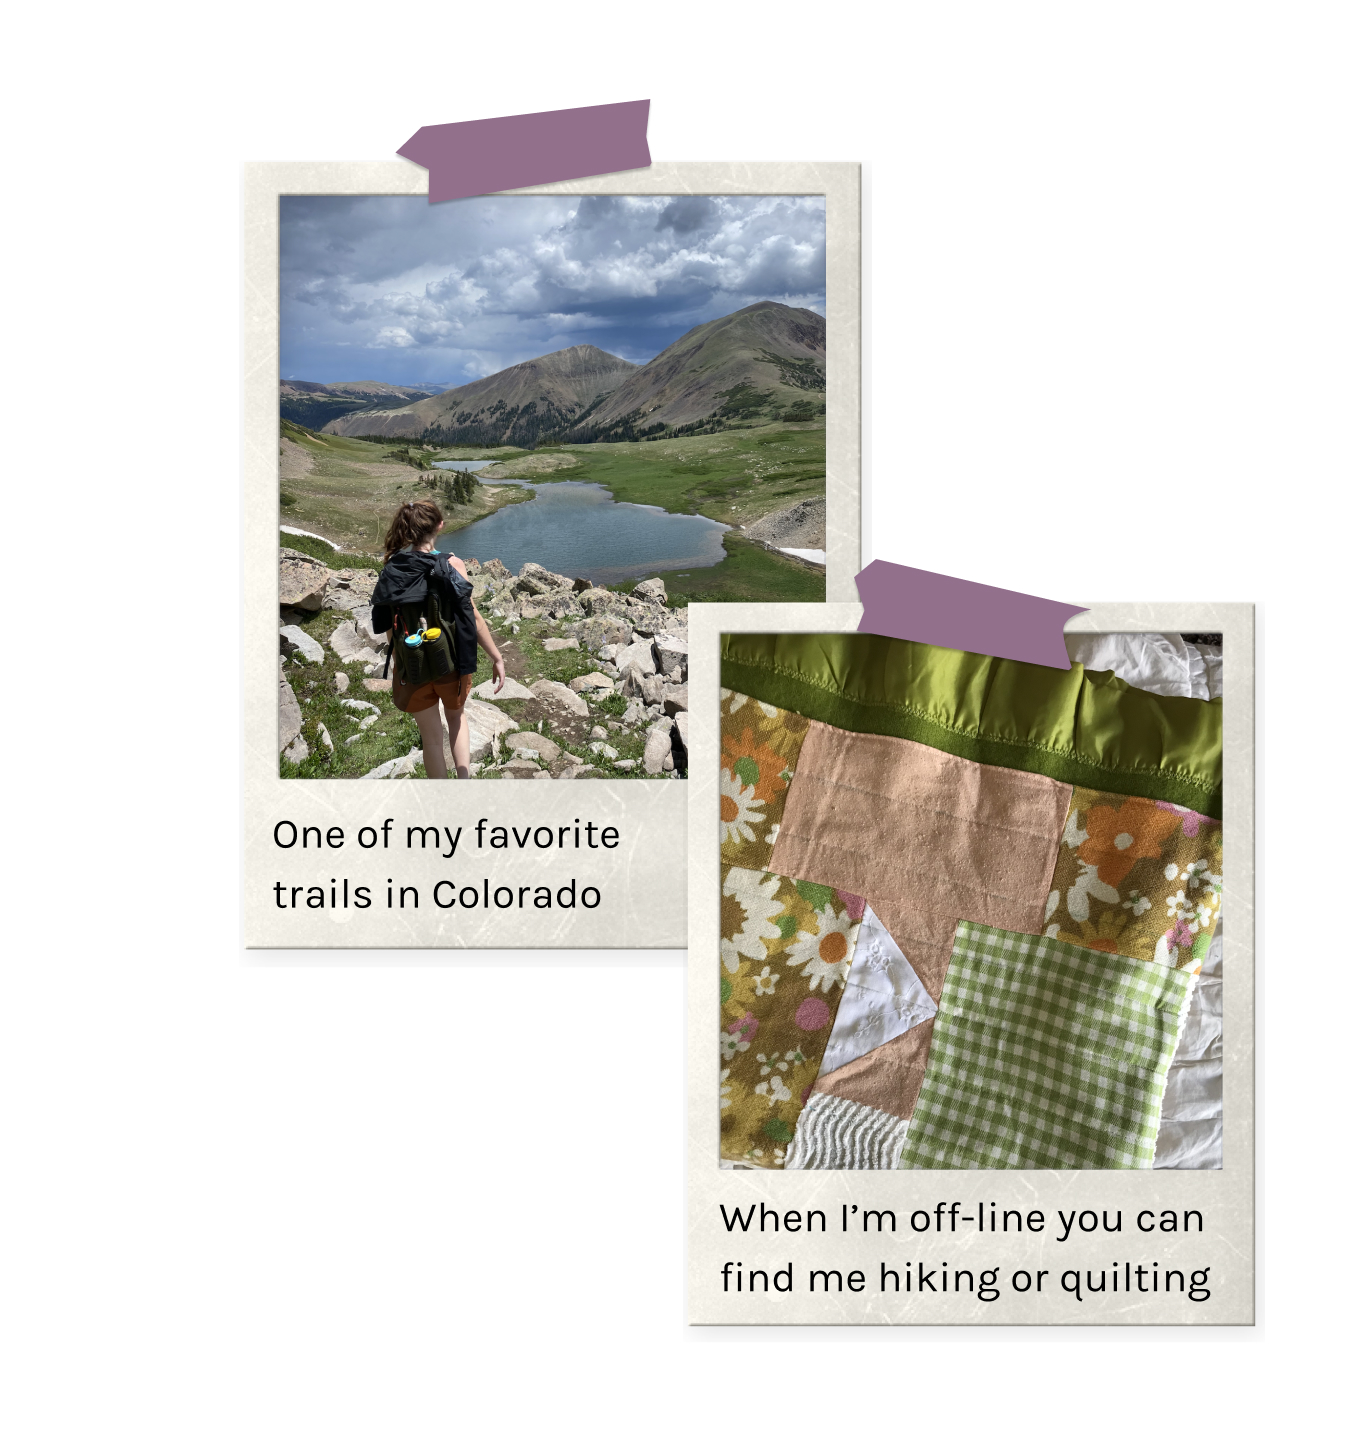 One of my favorite
trails in Colorado
When I’m off-line you can
find me hiking or quilting